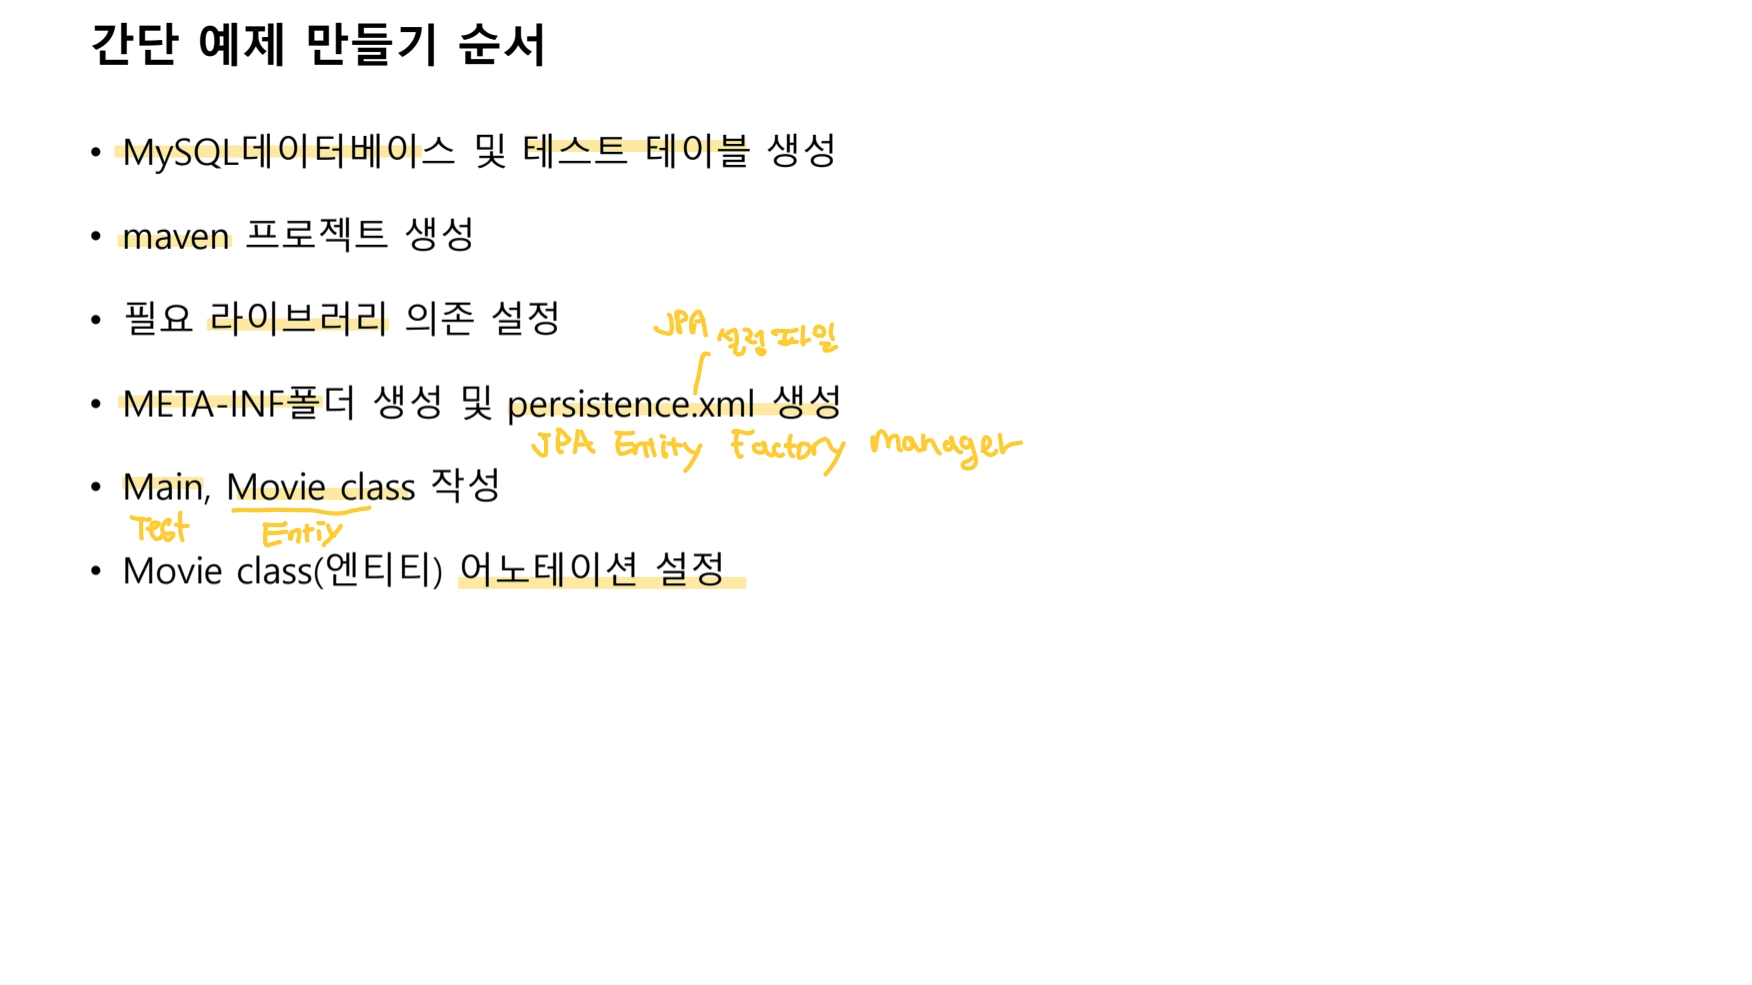 간단 예제 만들기 순서
• MySQL데이터베이스 및 테스트 테이블 생성
• maven 프로젝트 생성
• 필요 라이브러리 의존 설정
JPA 설정파일
• META-INF폴더 생성 및 persistence.xml 생성
JPA Entity Factory Manager
• Main, Movie class 작성
Test Entiy
• Movie class(엔티티) 어노테이션 설정